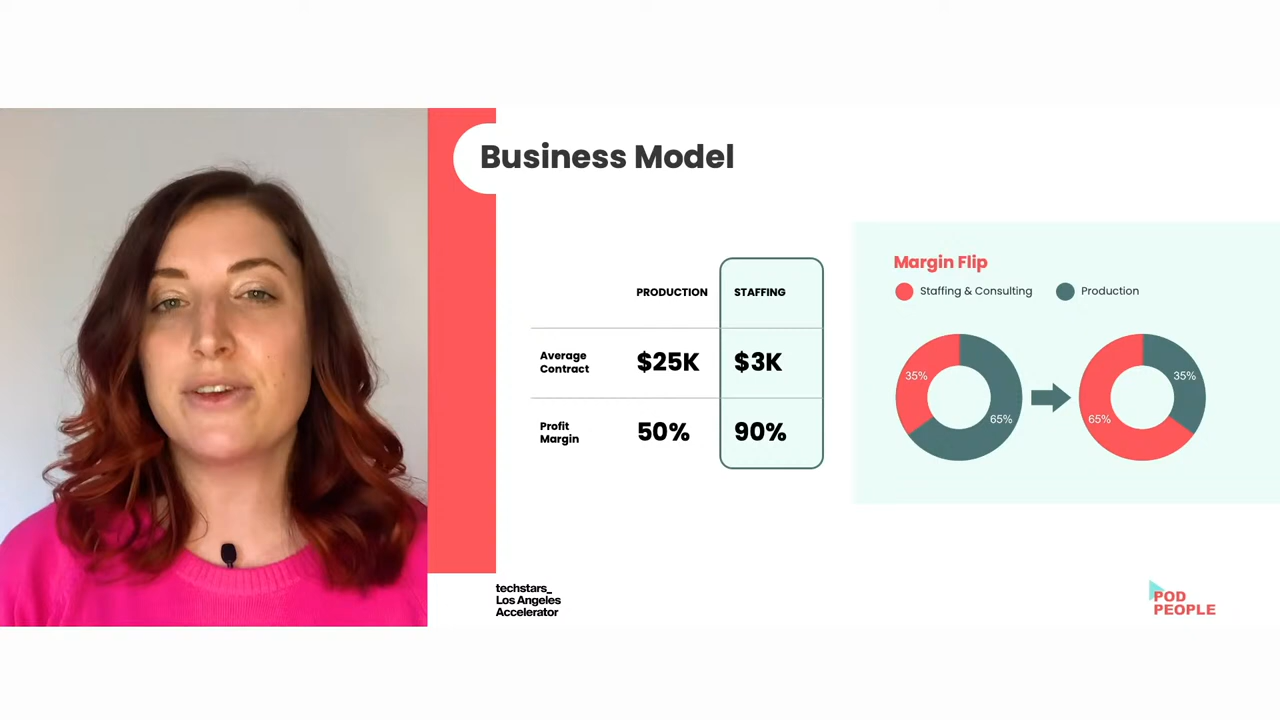 Business Model
PRODUCTION STAFFING
Average
Contract
$25K $3K
Profit
Margin
50% 90%
Margin Flip
Staffing & Consulting Production
35%
65%
35%
65%
techstars_
Los Angeles
Accelerator
POD
PEOPLE